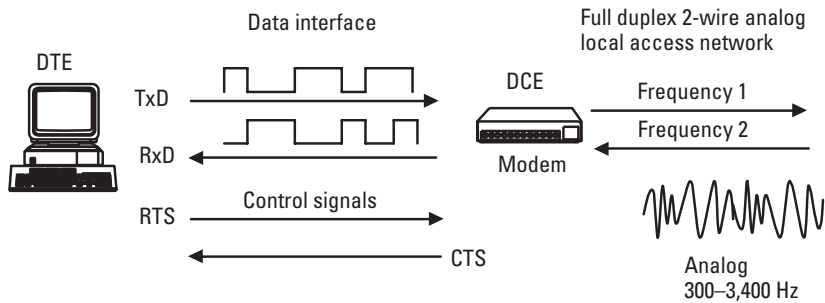 Data interface
Full duplex 2-wire analog
local access network
DTE
TxD
DCE
Frequency 1
Frequency 2
RxD
Modem
RTS
Control signals
CTS
Analog
300–3,400 Hz